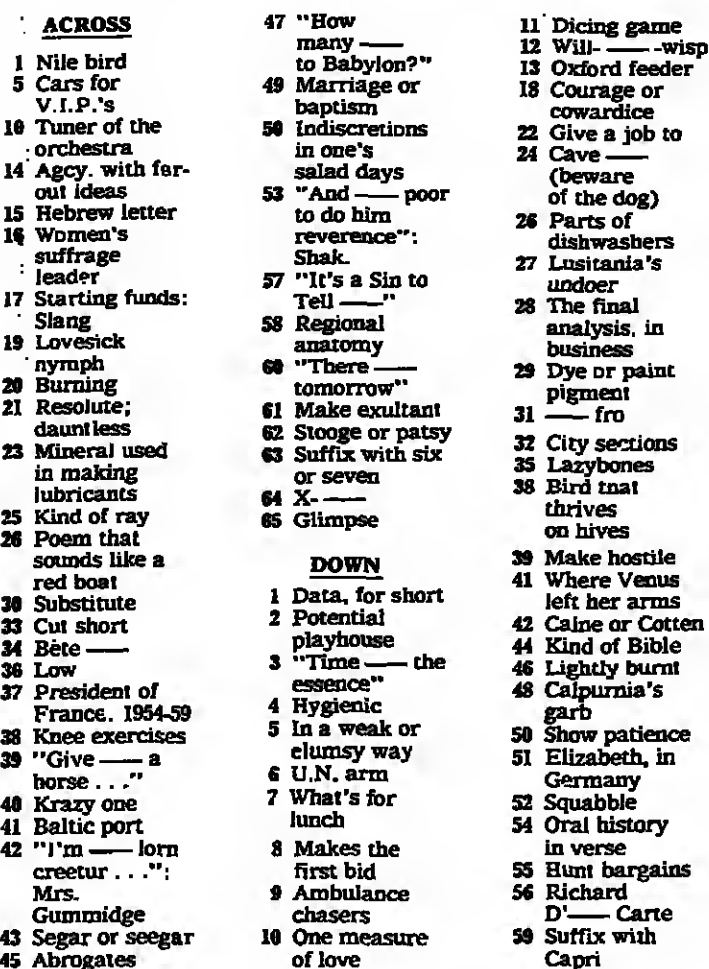 ACROSS
1 Nile bird
5 Cars for
V.I.P.'s
10 Tuner of the
orchestra
14 Agcy. with far-
out ideas
15 Hebrew letter
16 Women's
suffrage
leader
17 Starting funds:
Slang
19 Lovesick
nymph
20 Burning
21 Resolute;
dauntless
23 Mineral used
in making
lubricants
25 Kind of ray
26 Poem that
sounds like a
red boat
30 Substitute
33 Cut short
34 Bête —
36 Low
37 President of
France. 1954-59
38 Knee exercises
39 "Give — a
horse . . ."
40 Krazy one
41 Baltic port
42 "I'm — lorn
creetur . . .":
Mrs.
Gummidge
43 Segar or seegar
45 Abrogates
47 "How
many —
to Babylon?"
49 Marriage or
baptism
50 Indiscretions
in one's
salad days
53 "And — poor
to do him
reverence":
Shak.
57 "It's a Sin to
Tell —"
58 Regional
anatomy
60 "There —
tomorrow"
61 Make exultant
62 Stooge or patsy
63 Suffix with six
or seven
64 X- —
65 Glimpse
DOWN
1 Data, for short
2 Potential
playhouse
3 "Time — the
essence"
4 Hygienic
5 In a weak or
clumsy way
6 U.N. arm
7 What's for
lunch
8 Makes the
first bid
9 Ambulance
chasers
10 One measure
of love
11 Dicing game
12 Will- — -wisp
13 Oxford feeder
18 Courage or
cowardice
22 Give a job to
24 Cave —
(beware
of the dog)
26 Parts of
dishwashers
27 Lusitania's
undoer
28 The final
analysis, in
business
29 Dye or paint
pigment
31 — fro
32 City sections
35 Lazybones
38 Bird that
thrives
on hives
39 Make hostile
41 Where Venus
left her arms
42 Caine or Cotten
44 Kind of Bible
46 Lightly burnt
48 Calpurnia's
garb
50 Show patience
51 Elizabeth, in
Germany
52 Squabble
54 Oral history
in verse
55 Hunt bargains
56 Richard
D'— Carte
59 Suffix with
Capri